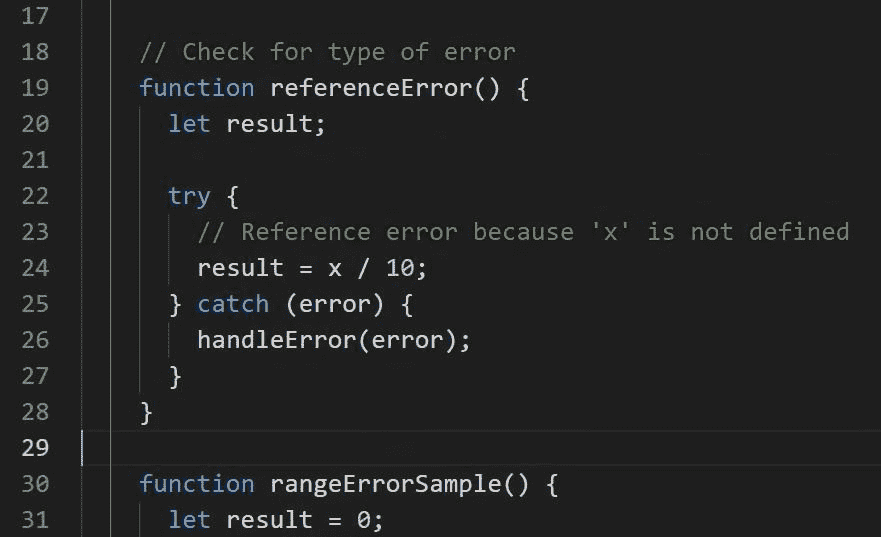 17
18 // Check for type of error
19 function referenceError() {
20 let result;
21
22 try {
23 // Reference error because 'x' is not defined
24 result = x / 10;
25 } catch (error) {
26 handleError(error);
27 }
28 }
29
30 function rangeErrorSample() {
31 let result = 0;